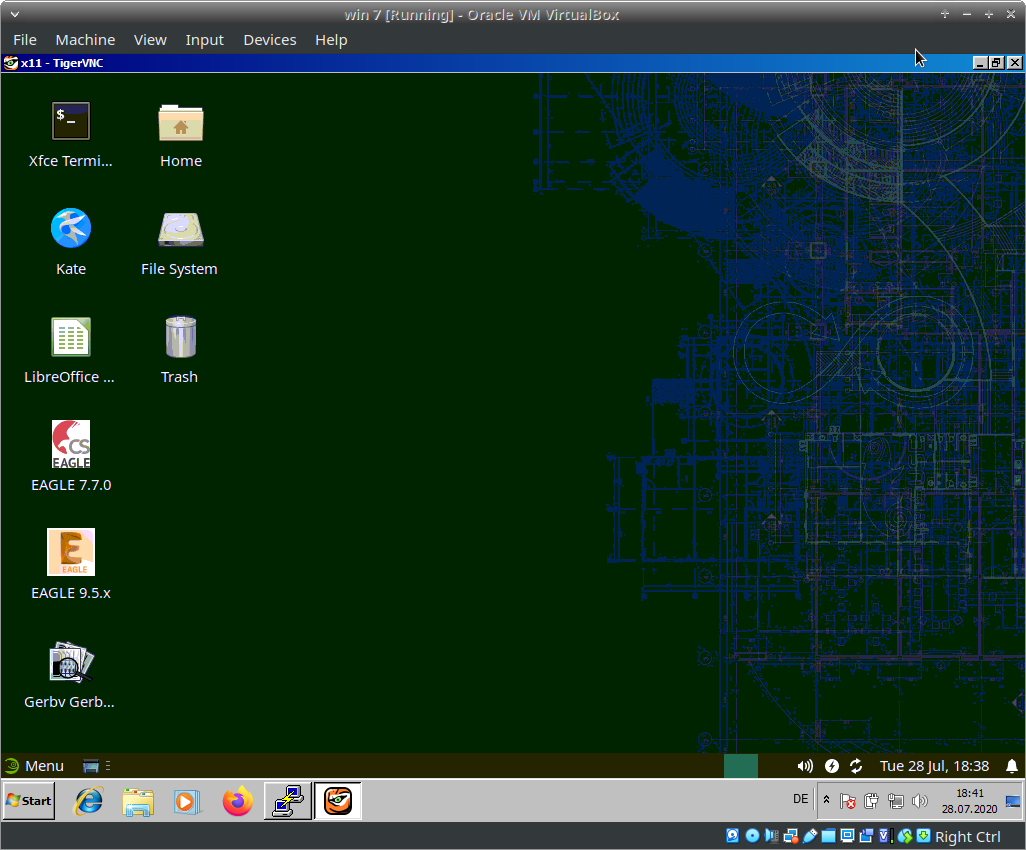 win 7 [Running] - Oracle VM VirtualBox
File Machine View Input Devices Help
x11 - TigerVNC
$_
Xfce Termi...
Home
Kate
File System
LibreOffice ...
Trash
CS
EAGLE
EAGLE 7.7.0
E
EAGLE
EAGLE 9.5.x
Gerbv Gerb...
Menu
Tue 28 Jul, 18:38
Start
DE
18:41
28.07.2020
Right Ctrl